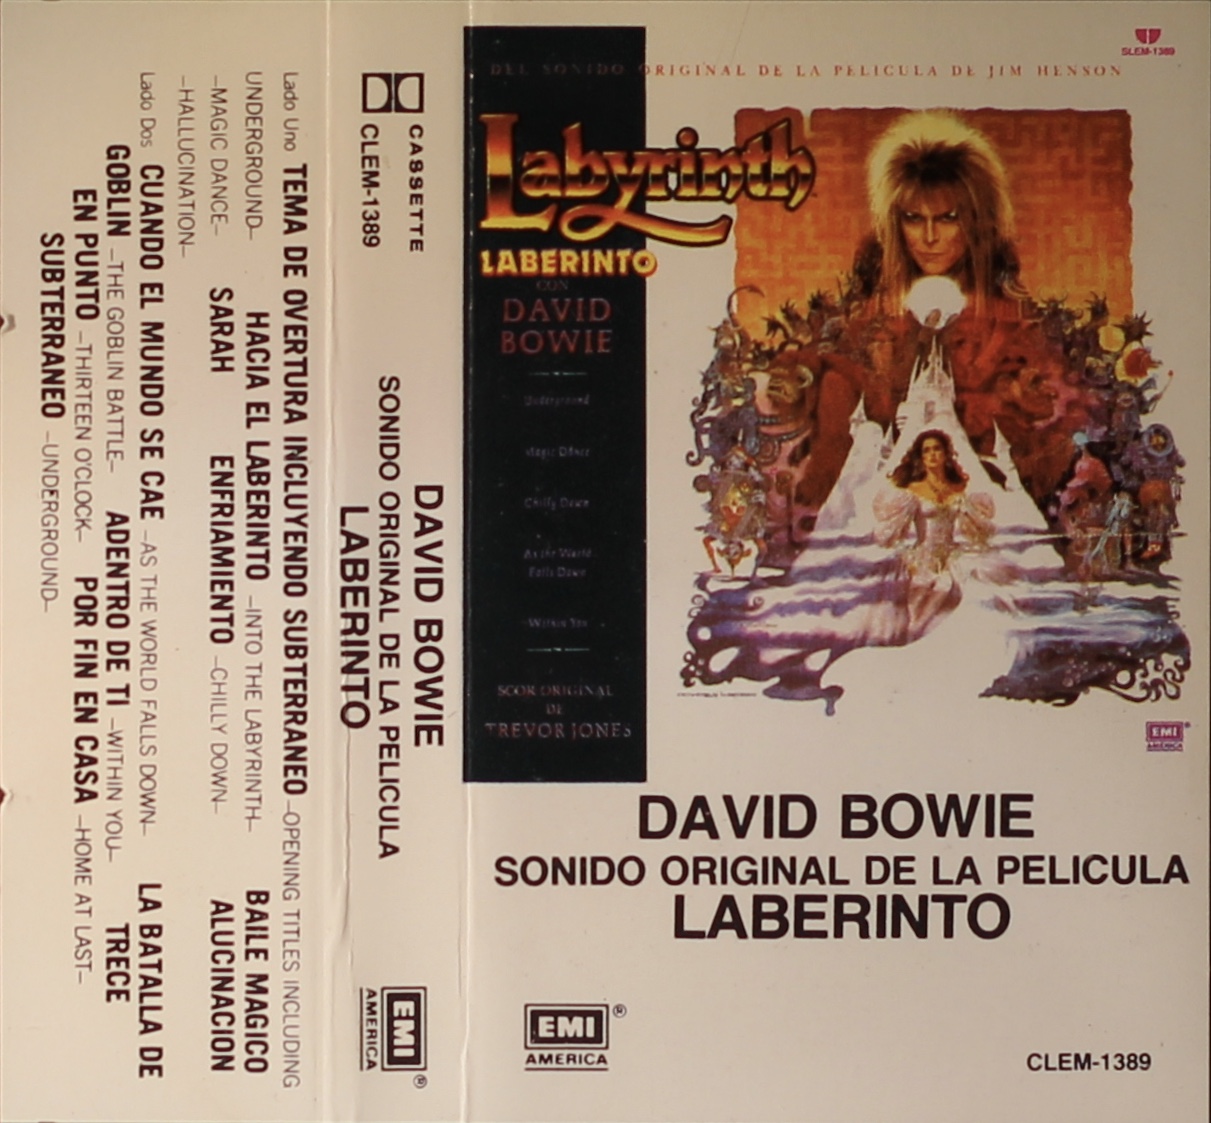 Lado Uno TEMA DE OVERTURA INCLUYENDO SUBTERRANEO –OPENING TITLES INCLUDING
UNDERGROUND– HACIA EL LABERINTO –INTO THE LABYRINTH– BAILE MAGICO
–MAGIC DANCE– SARAH ENFRIAMIENTO –CHILLY DOWN– ALUCINACION
–HALLUCINATION–
Lado Dos CUANDO EL MUNDO SE CAE –AS THE WORLD FALLS DOWN– LA BATALLA DE
GOBLIN –THE GOBLIN BATTLE– ADENTRO DE TI –WITHIN YOU– TRECE
EN PUNTO –THIRTEEN O'CLOCK– POR FIN EN CASA –HOME AT LAST–
SUBTERRANEO –UNDERGROUND–
CASSETTE
CLEM-1389
DAVID BOWIE
SONIDO ORIGINAL DE LA PELICULA
LABERINTO
EMI
AMERICA
®
SLEM-1389
DEL SONIDO ORIGINAL DE LA PELICULA DE JIM HENSON
Labyrinth
LABERINTO
CON
DAVID
BOWIE
Underground
Magic Dance
Chilly Down
As the World
Falls Down
Within You
SCOR ORIGINAL
DE
TREVOR JONES
EMI
AMERICA
DAVID BOWIE
SONIDO ORIGINAL DE LA PELICULA
LABERINTO
EMI ®
AMERICA
CLEM-1389